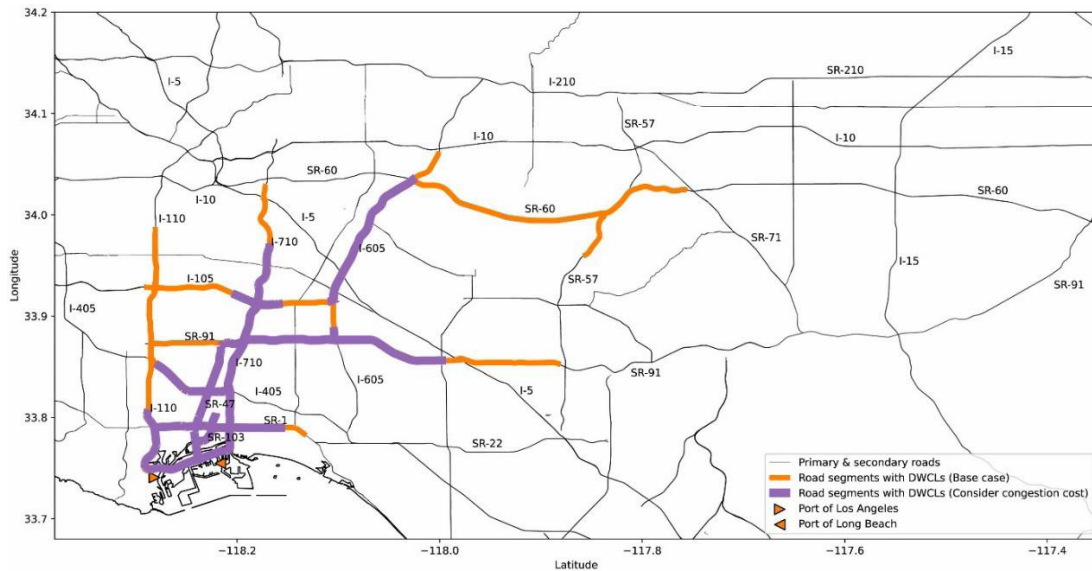 34.2
I-15
I-5
SR-210
I-210
34.1
SR-57
I-10
I-10
SR-60
I-10
34.0
SR-60
I-110
I-5
SR-60
SR-71
I-710
I-605
I-15
Longitude
SR-57
I-105
SR-91
I-405
33.9
SR-91
I-710
I-605
SR-91
I-405
I-5
SR-47
I-110
33.8
SR-1
SR-103
SR-22
Primary & secondary roads
Road segments with DWCLs (Base case)
Road segments with DWCLs (Consider congestion cost)
Port of Los Angeles
Port of Long Beach
33.7
−118.2
−118.0
−117.8
−117.6
−117.4
Latitude